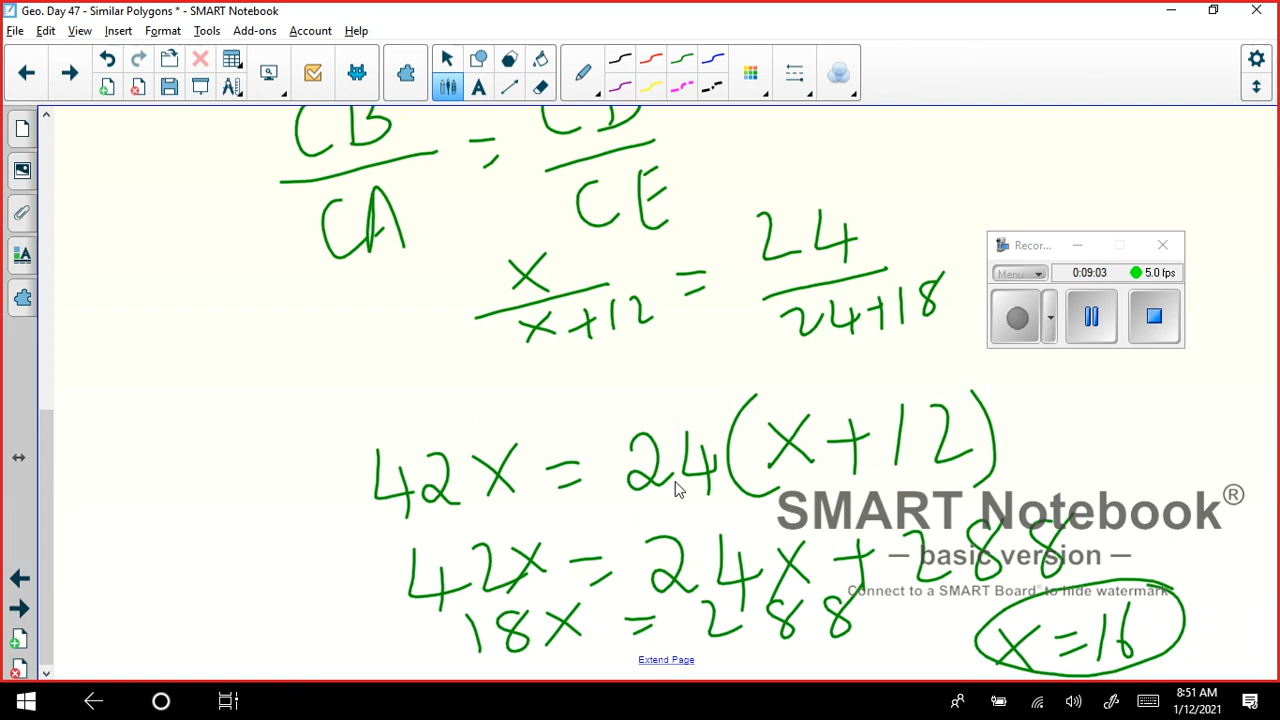 Geo. Day 47 - Similar Polygons * - SMART Notebook
File Edit View Insert Format Tools Add-ons Account Help
CB/CA = CD/CE
x/(x+12) = 24/(24+18)
Recor...
Menu
0:09:03
5.0 fps
42x = 24(x+12)
SMART Notebook®
— basic version —
Connect to a SMART Board® to hide watermark
42x = 24x + 288
18x = 288
x = 16
Extend Page
8:51 AM
1/12/2021